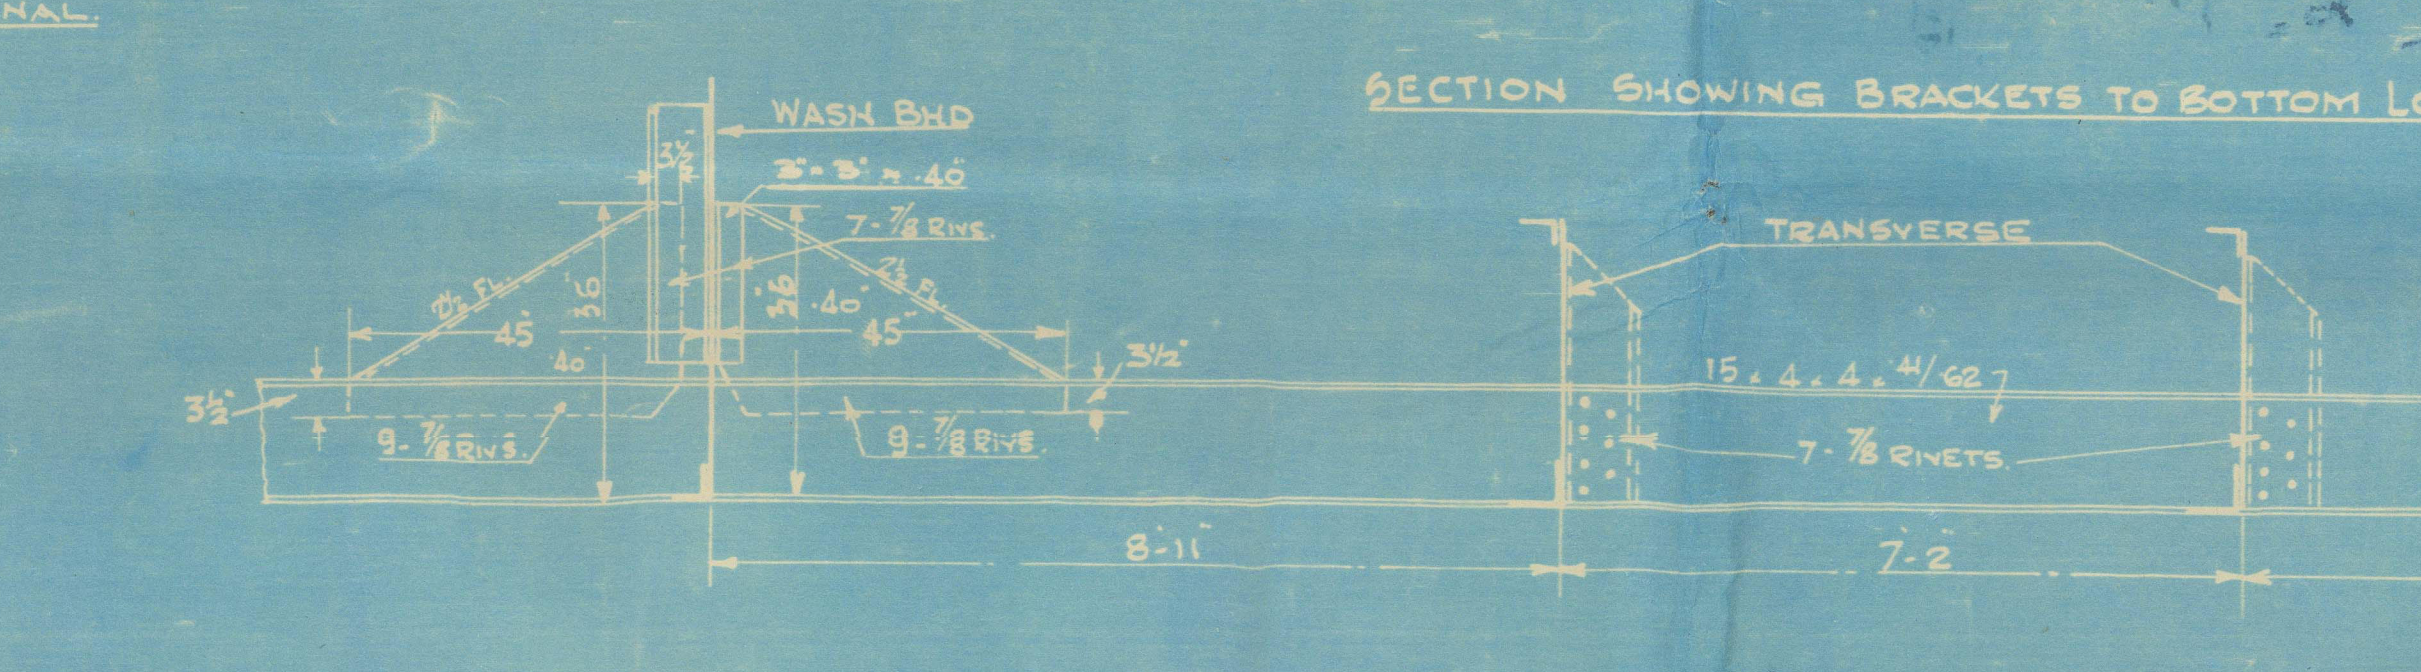 NAL.
SECTION SHOWING BRACKETS TO BOTTOM LO
WASH BHD
3½"
3" × 3" × .40"
7-⅞ RIVS.
2½ FL.
36"
36"
2½ FL.
.40"
45"
45"
40"
3½"
3½"
9-⅞ RIVS.
9-⅞ RIVS.
TRANSVERSE
15 × 4 × 4 × 41/.62
7-⅞ RIVETS.
8'-11"
7'-2"